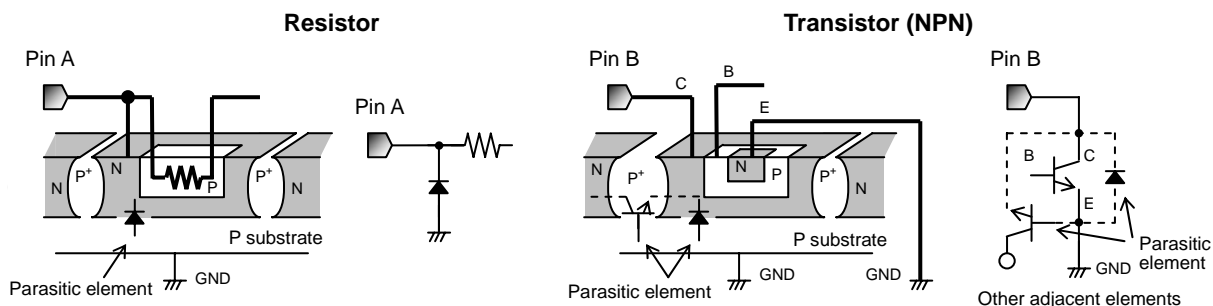 Resistor
Transistor (NPN)
Pin A
Pin B
Pin B
Pin A
C
B
E
N
P+
N
P
P+
N
N
P+
N
P
P+
N
B
C
E
P substrate
P substrate
Parasitic element
GND
Parasitic element
GND
GND
GND
Parasitic
element
Other adjacent elements